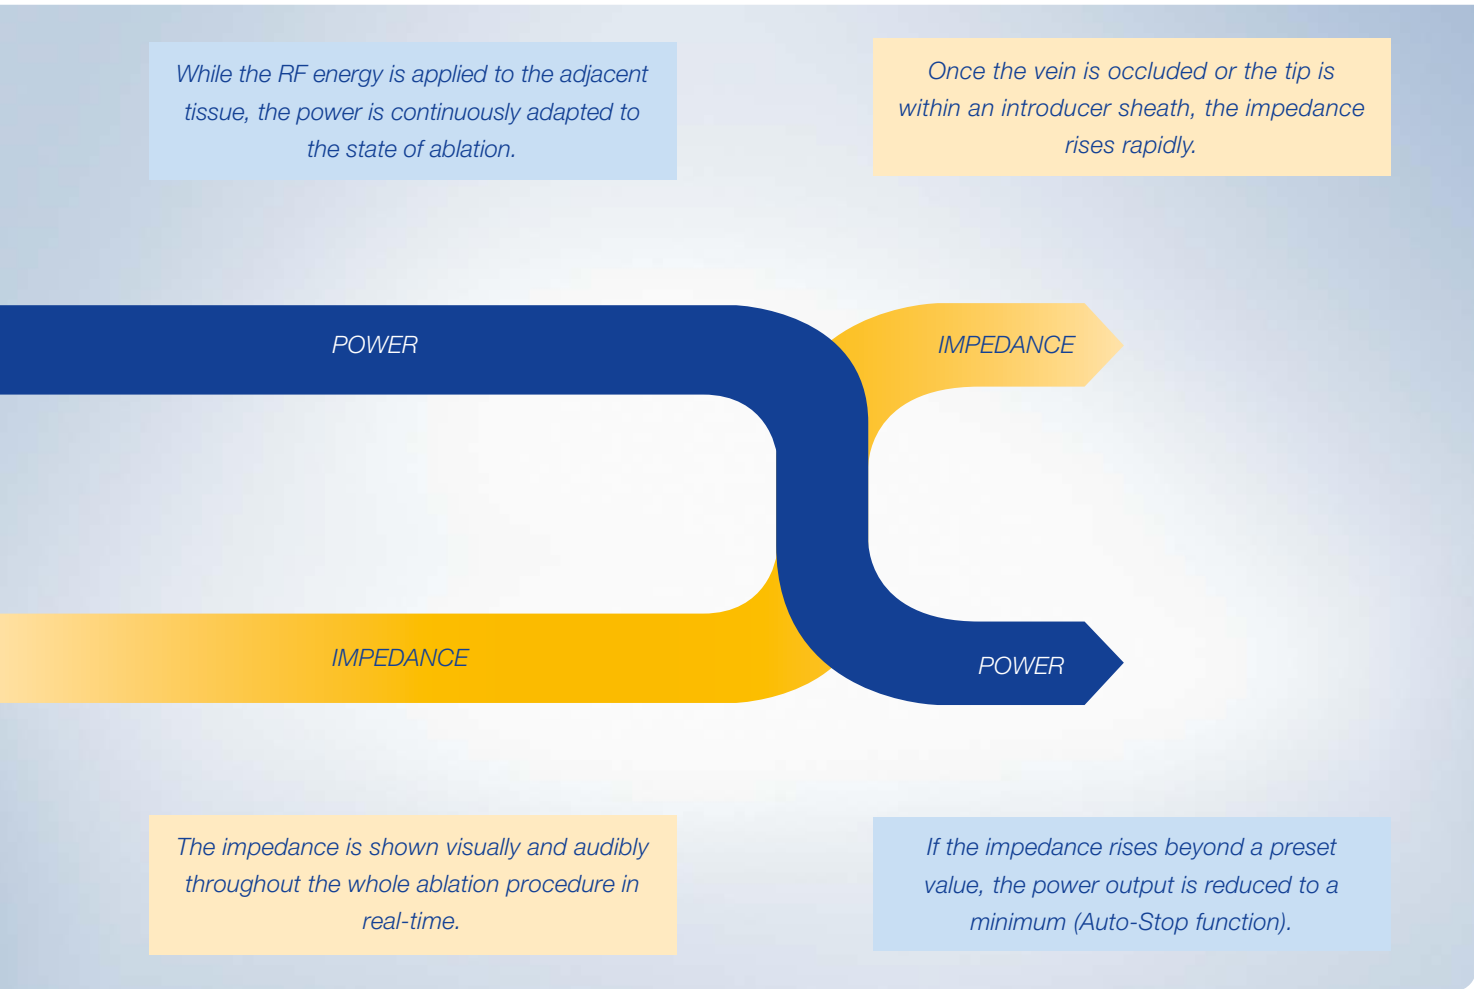 While the RF energy is applied to the adjacent
tissue, the power is continuously adapted to
the state of ablation.
Once the vein is occluded or the tip is
within an introducer sheath, the impedance
rises rapidly.
POWER
IMPEDANCE
IMPEDANCE
POWER
The impedance is shown visually and audibly
throughout the whole ablation procedure in
real-time.
If the impedance rises beyond a preset
value, the power output is reduced to a
minimum (Auto-Stop function).